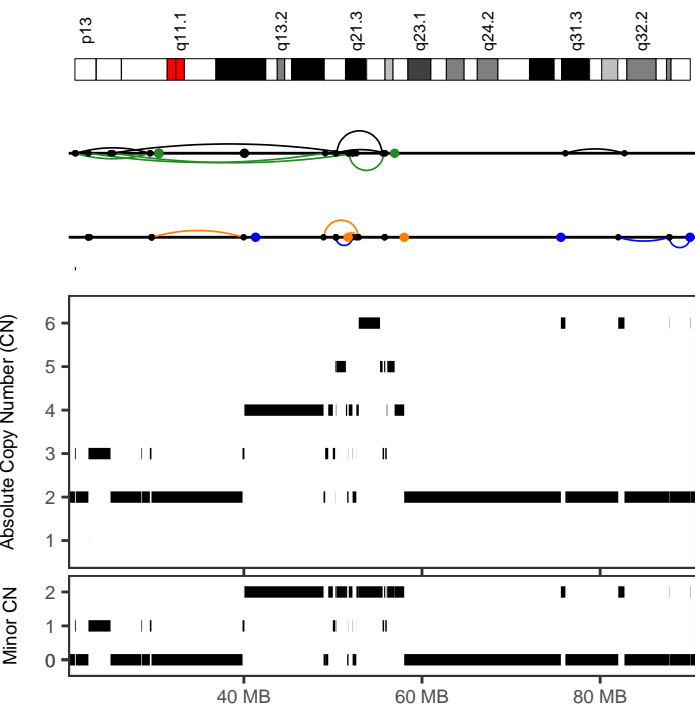 p13 q11.1 q13.2 q21.3 q23.1 q24.2 q31.3 q32.2
Absolute Copy Number (CN)
6
5
4
3
2
1
Minor CN
2
1
0
40 MB 60 MB 80 MB